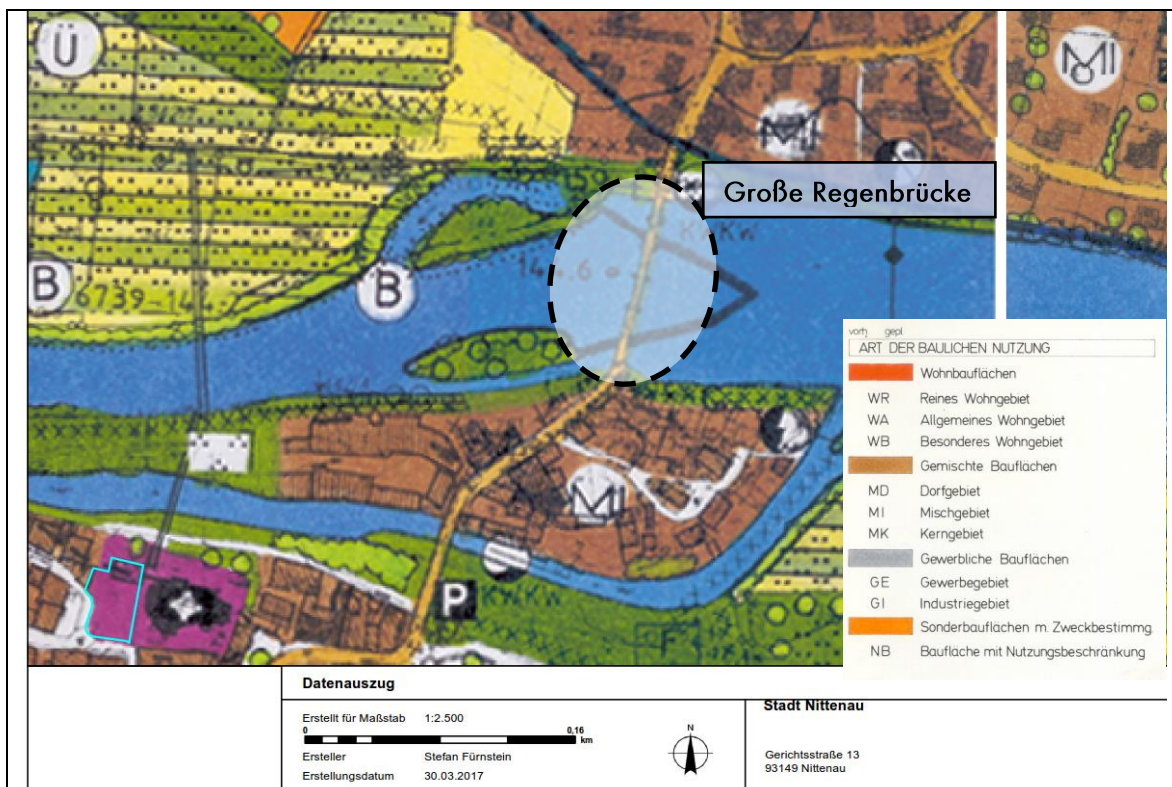 Ü
MI
MI
Große Regenbrücke
KWKW
B
B
6739-14
vorh. gepl.
ART DER BAULICHEN NUTZUNG
Wohnbauflächen
WR Reines Wohngebiet
WA Allgemeines Wohngebiet
WB Besonderes Wohngebiet
Gemischte Bauflächen
MD Dorfgebiet
MI Mischgebiet
MK Kerngebiet
Gewerbliche Bauflächen
GE Gewerbegebiet
GI Industriegebiet
Sonderbauflächen m. Zweckbestimmg.
NB Baufläche mit Nutzungsbeschränkung
MI
P
KWKW
Datenauszug
Erstellt für Maßstab 1:2.500
0 0,16
km
Ersteller Stefan Fürnstein
Erstellungsdatum 30.03.2017
N
Stadt Nittenau
Gerichtsstraße 13
93149 Nittenau